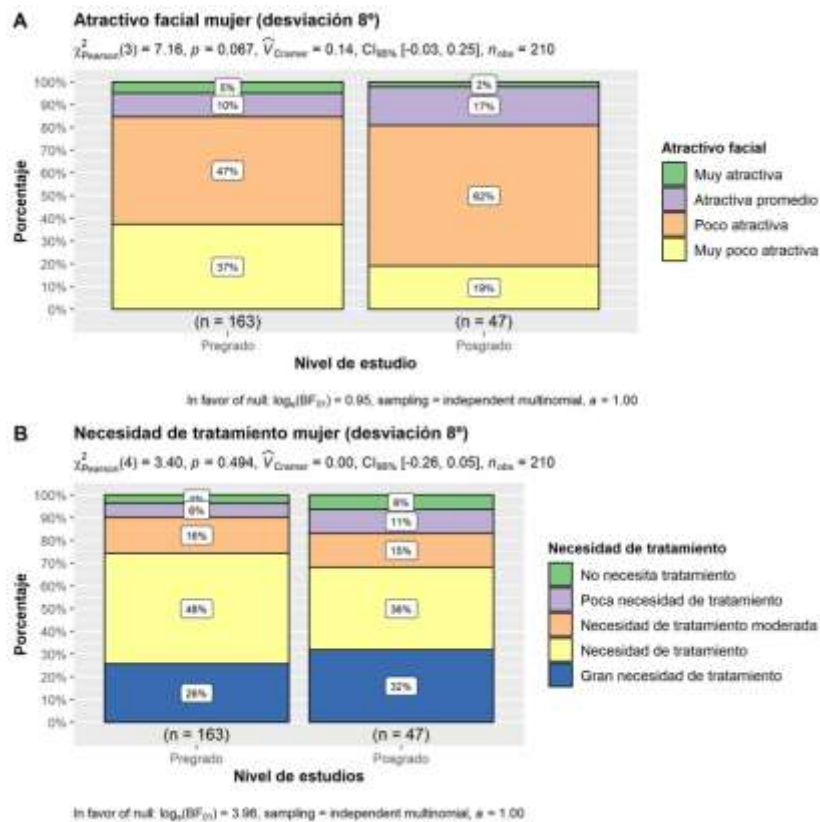 A Atractivo facial mujer (desviación 8º)
χ²Pearson(3) = 7.16, p = 0.067, V̂Cramer = 0.14, CI95% [-0.03, 0.25], nobs = 210
100%
90%
80%
70%
60%
50%
40%
30%
20%
10%
0%
Porcentaje
5%
10%
47%
37%
2%
17%
62%
19%
(n = 163)
(n = 47)
Pregrado
Posgrado
Nivel de estudio
Atractivo facial
Muy atractiva
Atractiva promedio
Poco atractiva
Muy poco atractiva
In favor of null: loge(BF01) = 0.95, sampling = independent multinomial, a = 1.00
B Necesidad de tratamiento mujer (desviación 8º)
χ²Pearson(4) = 3.40, p = 0.494, V̂Cramer = 0.00, CI95% [-0.26, 0.05], nobs = 210
100%
90%
80%
70%
60%
50%
40%
30%
20%
10%
0%
Porcentaje
6%
16%
48%
26%
6%
11%
15%
36%
32%
(n = 163)
(n = 47)
Pregrado
Posgrado
Nivel de estudios
Necesidad de tratamiento
No necesita tratamiento
Poca necesidad de tratamiento
Necesidad de tratamiento moderada
Necesidad de tratamiento
Gran necesidad de tratamiento
In favor of null: loge(BF01) = 3.96, sampling = independent multinomial, a = 1.00